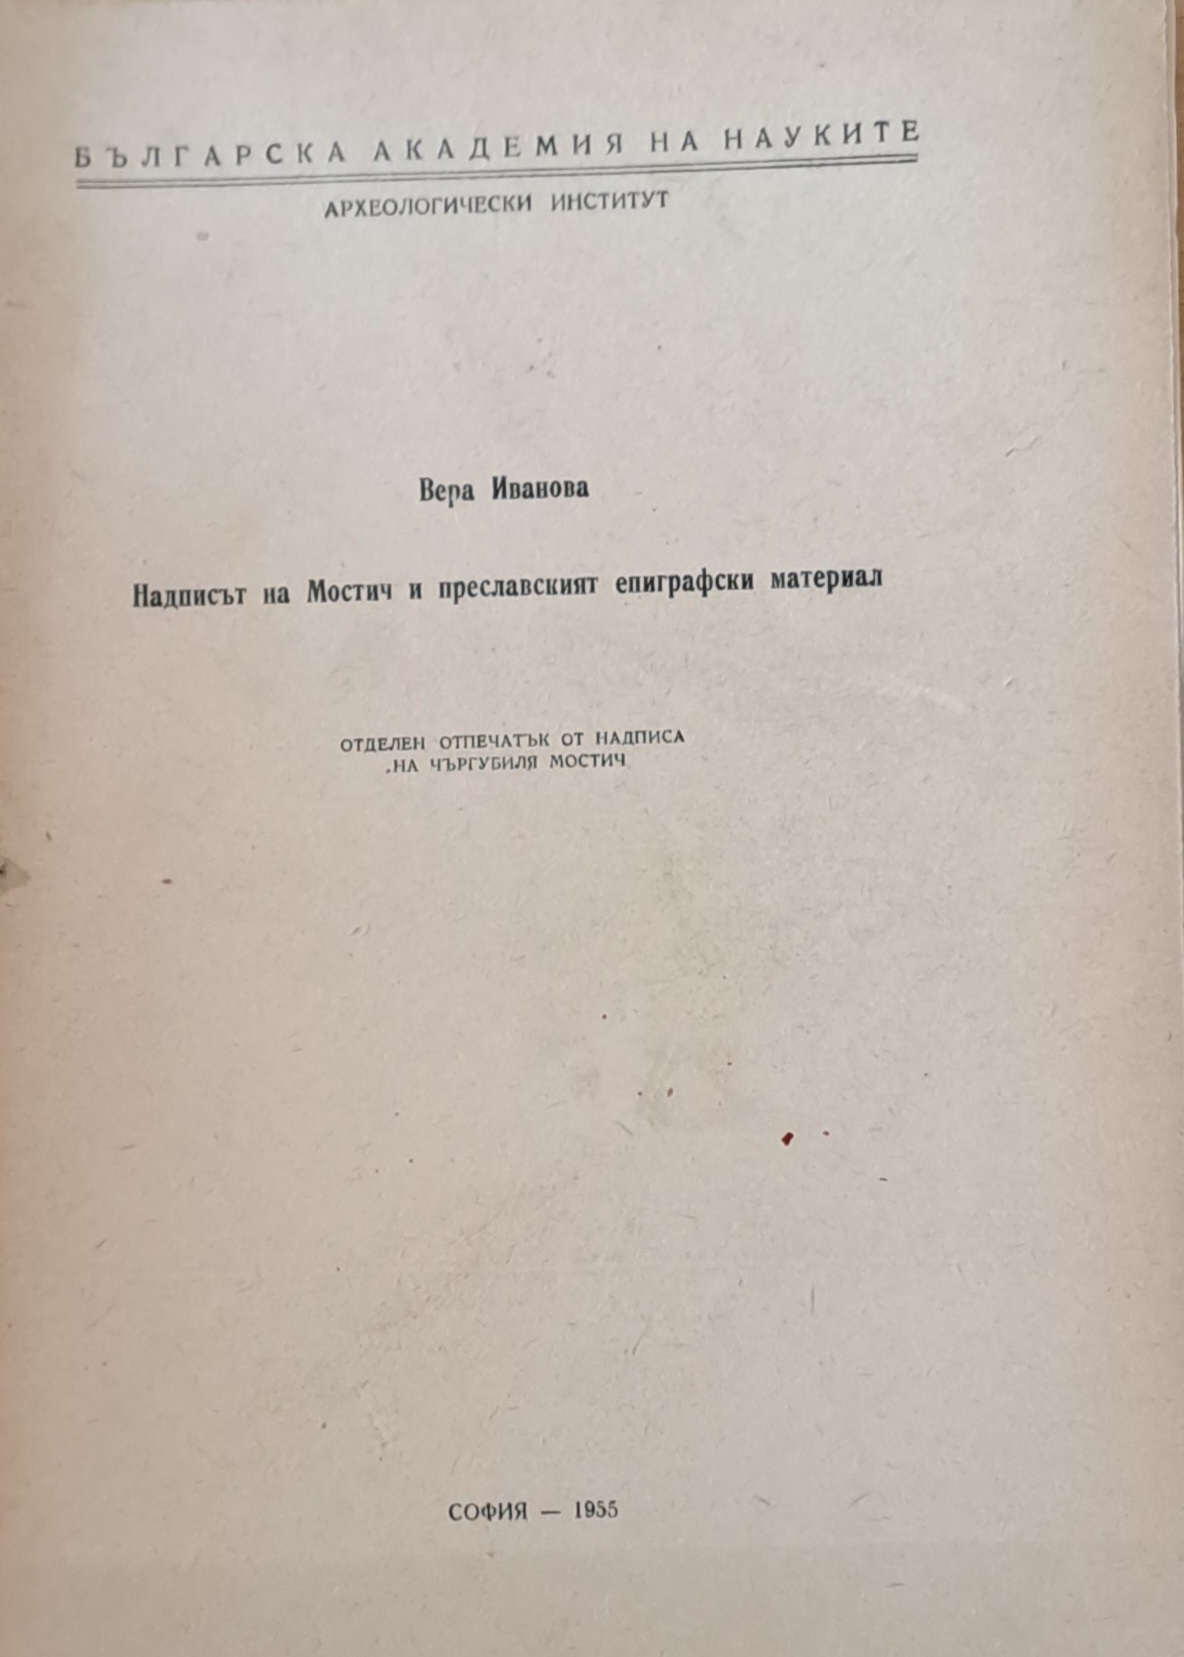 БЪЛГАРСКА АКАДЕМИЯ НА НАУКИТЕ
АРХЕОЛОГИЧЕСКИ ИНСТИТУТ
Вера Иванова
Надписът на Мостич и преславският епиграфски материал
ОТДЕЛЕН ОТПЕЧАТЪК ОТ НАДПИСА
НА ЧЪРГУБИЛЯ МОСТИЧ
СОФИЯ — 1955